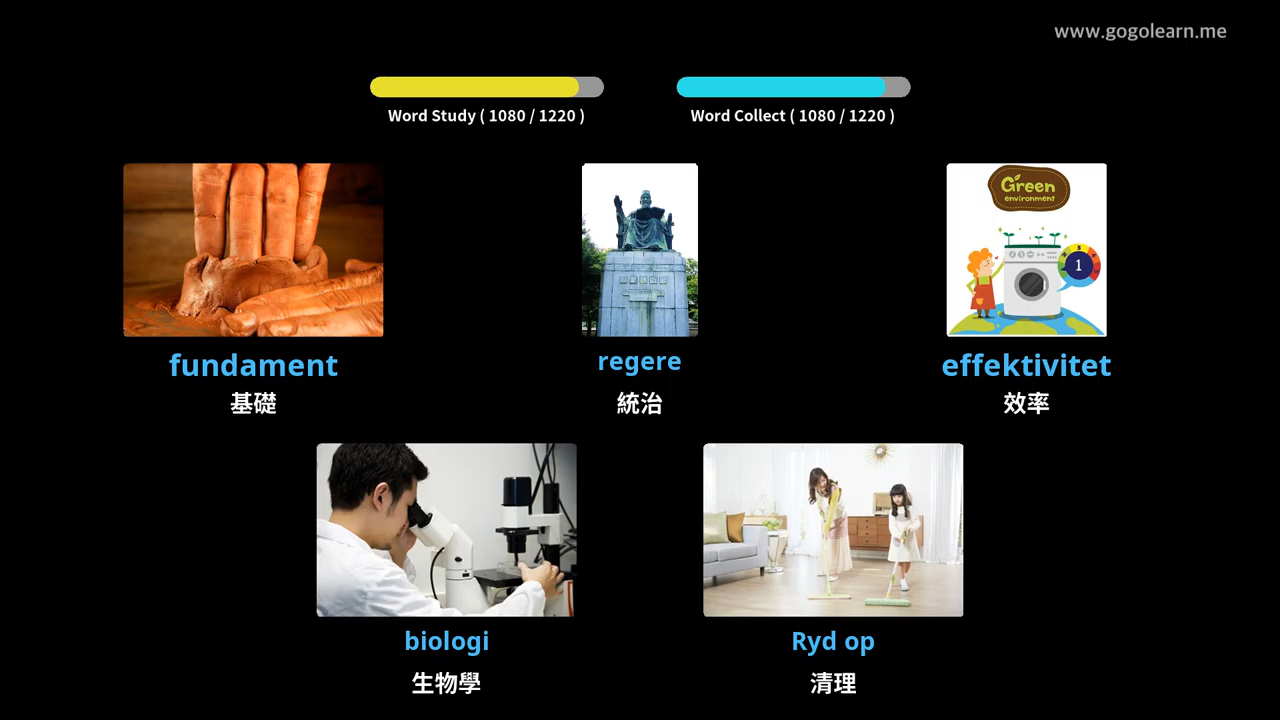 www.gogolearn.me
Word Study ( 1080 / 1220 )
Word Collect ( 1080 / 1220 )
Green
environment
1
fundament
regere
effektivitet
基礎
統治
效率
biologi
Ryd op
生物學
清理